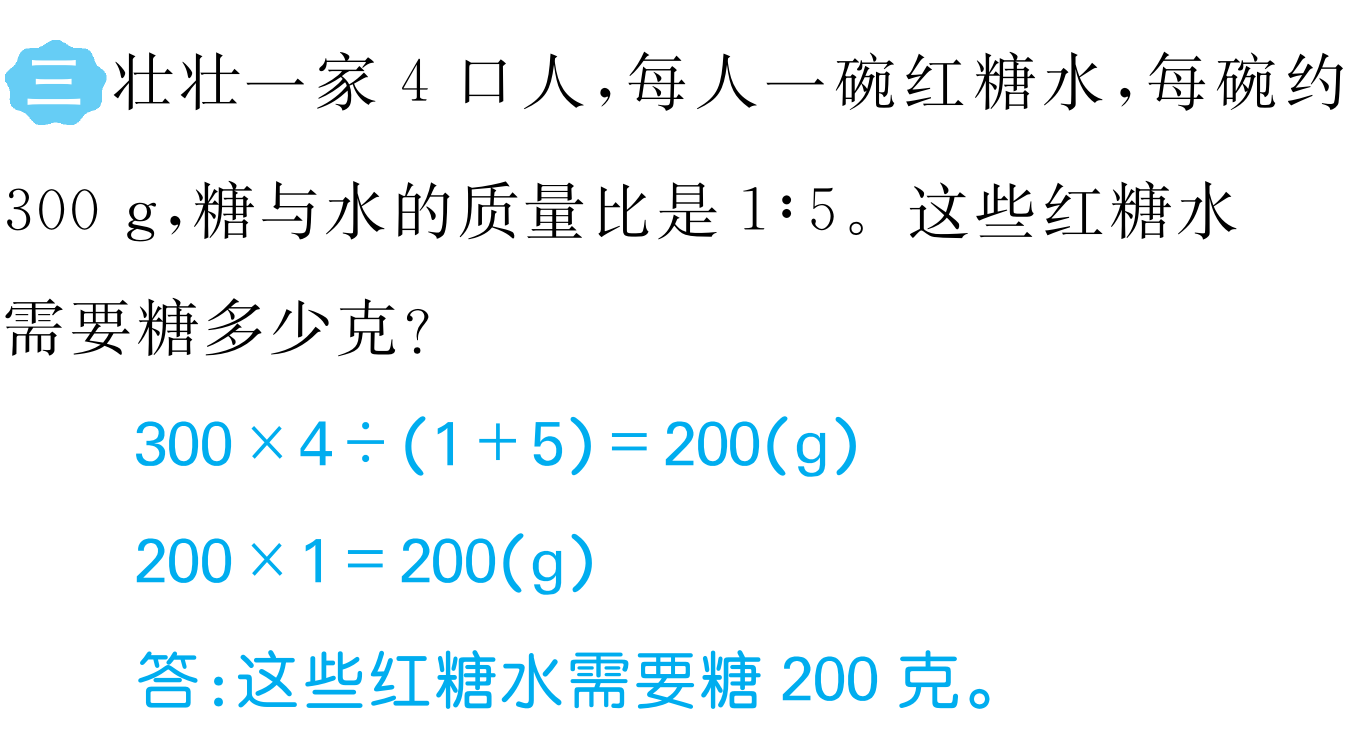 三 壮壮一家 4 口人,每人一碗红糖水,每碗约
300 g,糖与水的质量比是 1∶5。这些红糖水
需要糖多少克?
300 × 4 ÷ (1 + 5) = 200(g)
200 × 1 = 200(g)
答:这些红糖水需要糖 200 克。